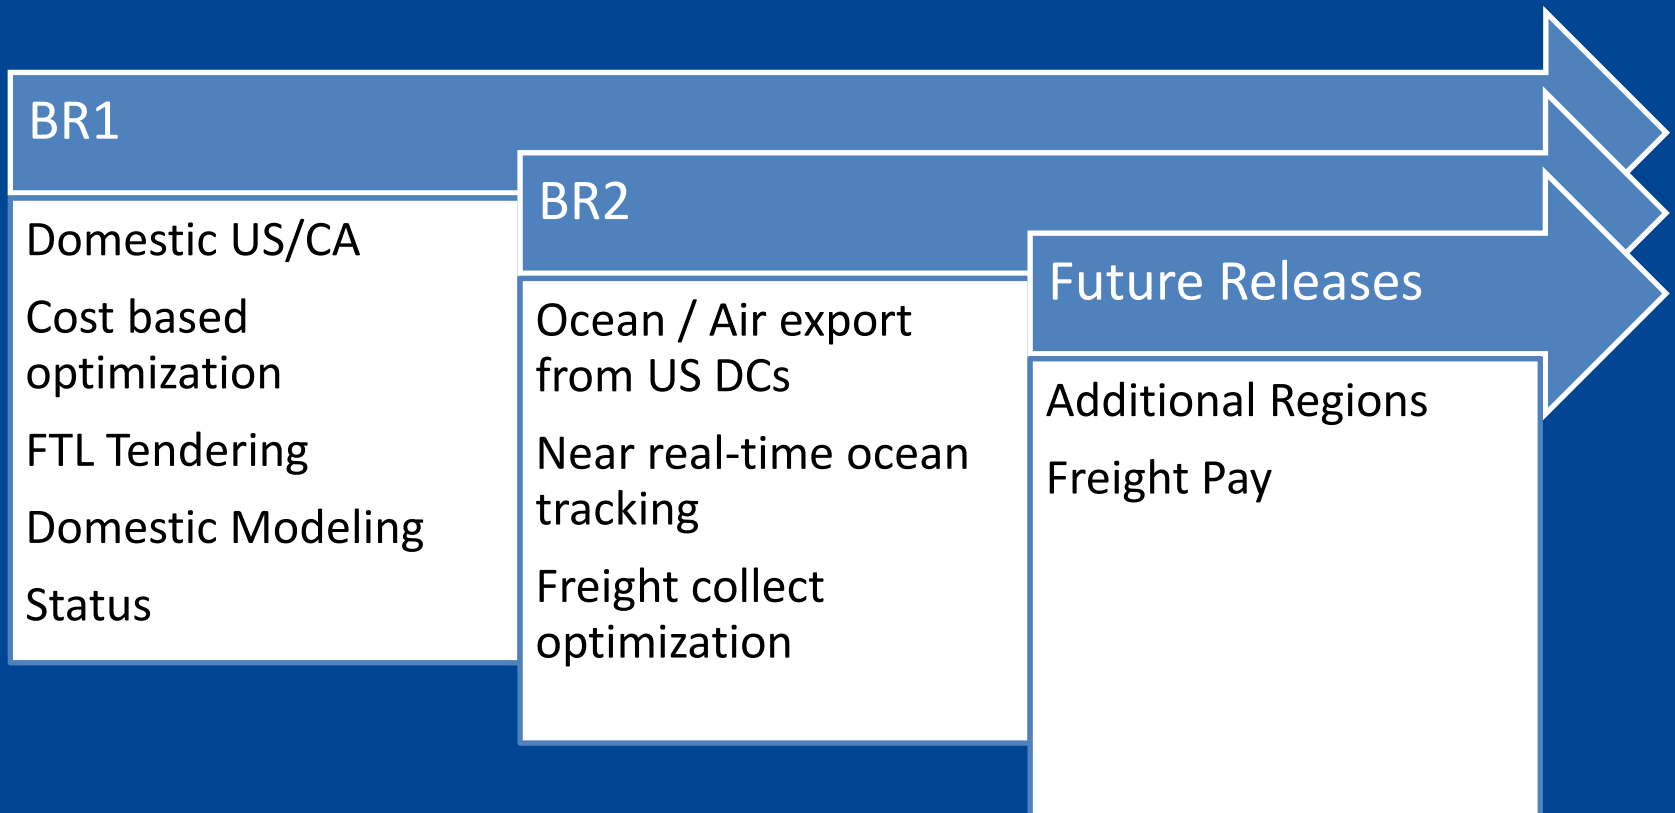 BR1
Domestic US/CA
Cost based
optimization
FTL Tendering
Domestic Modeling
Status
BR2
Ocean / Air export
from US DCs
Near real-time ocean
tracking
Freight collect
optimization
Future Releases
Additional Regions
Freight Pay